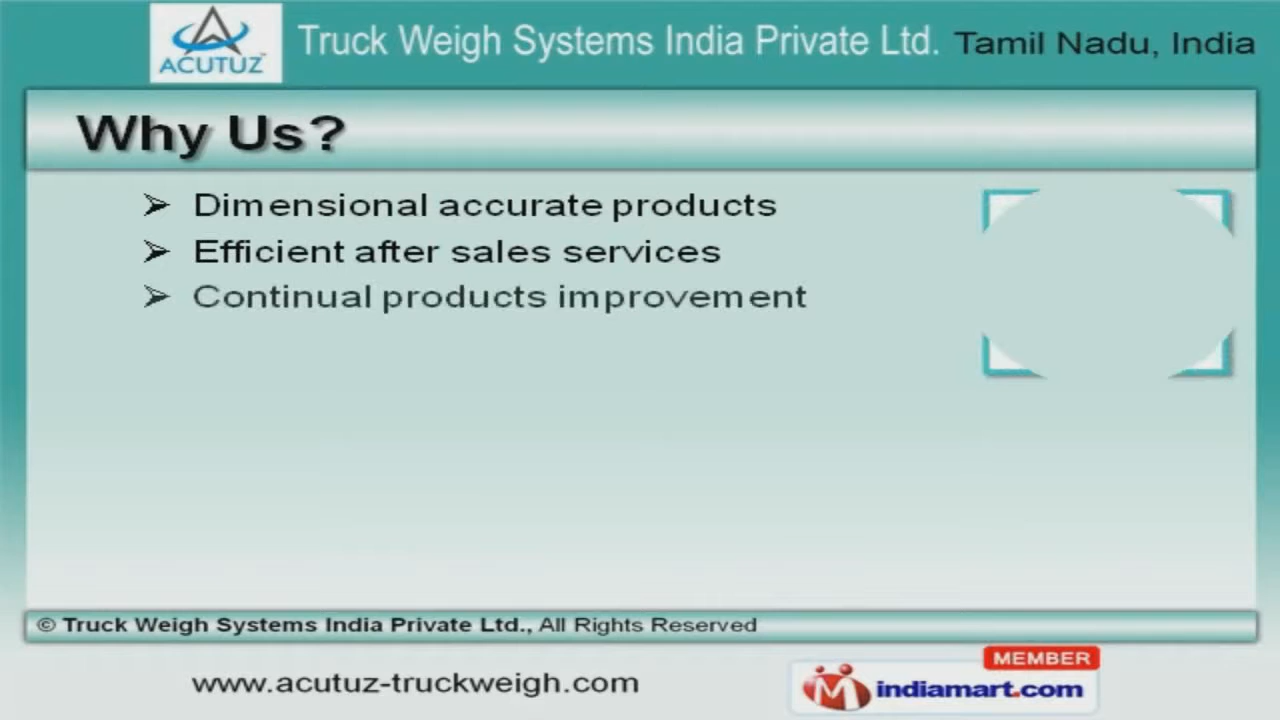 ACUTUZ™
Truck Weigh Systems India Private Ltd. Tamil Nadu, India
Why Us?
➢ Dimensional accurate products
➢ Efficient after sales services
➢ Continual products improvement
© Truck Weigh Systems India Private Ltd., All Rights Reserved
MEMBER
www.acutuz-truckweigh.com
indiamart.com